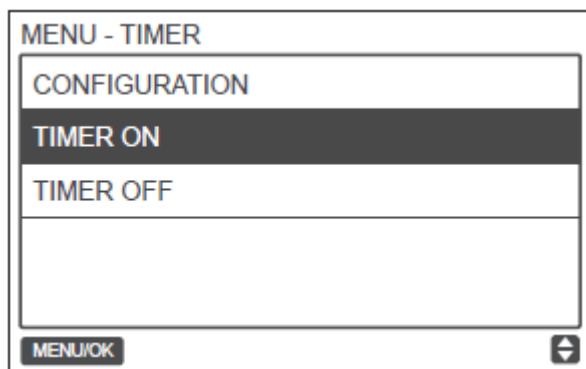 MENU - TIMER
CONFIGURATION
TIMER ON
TIMER OFF
MENU/OK